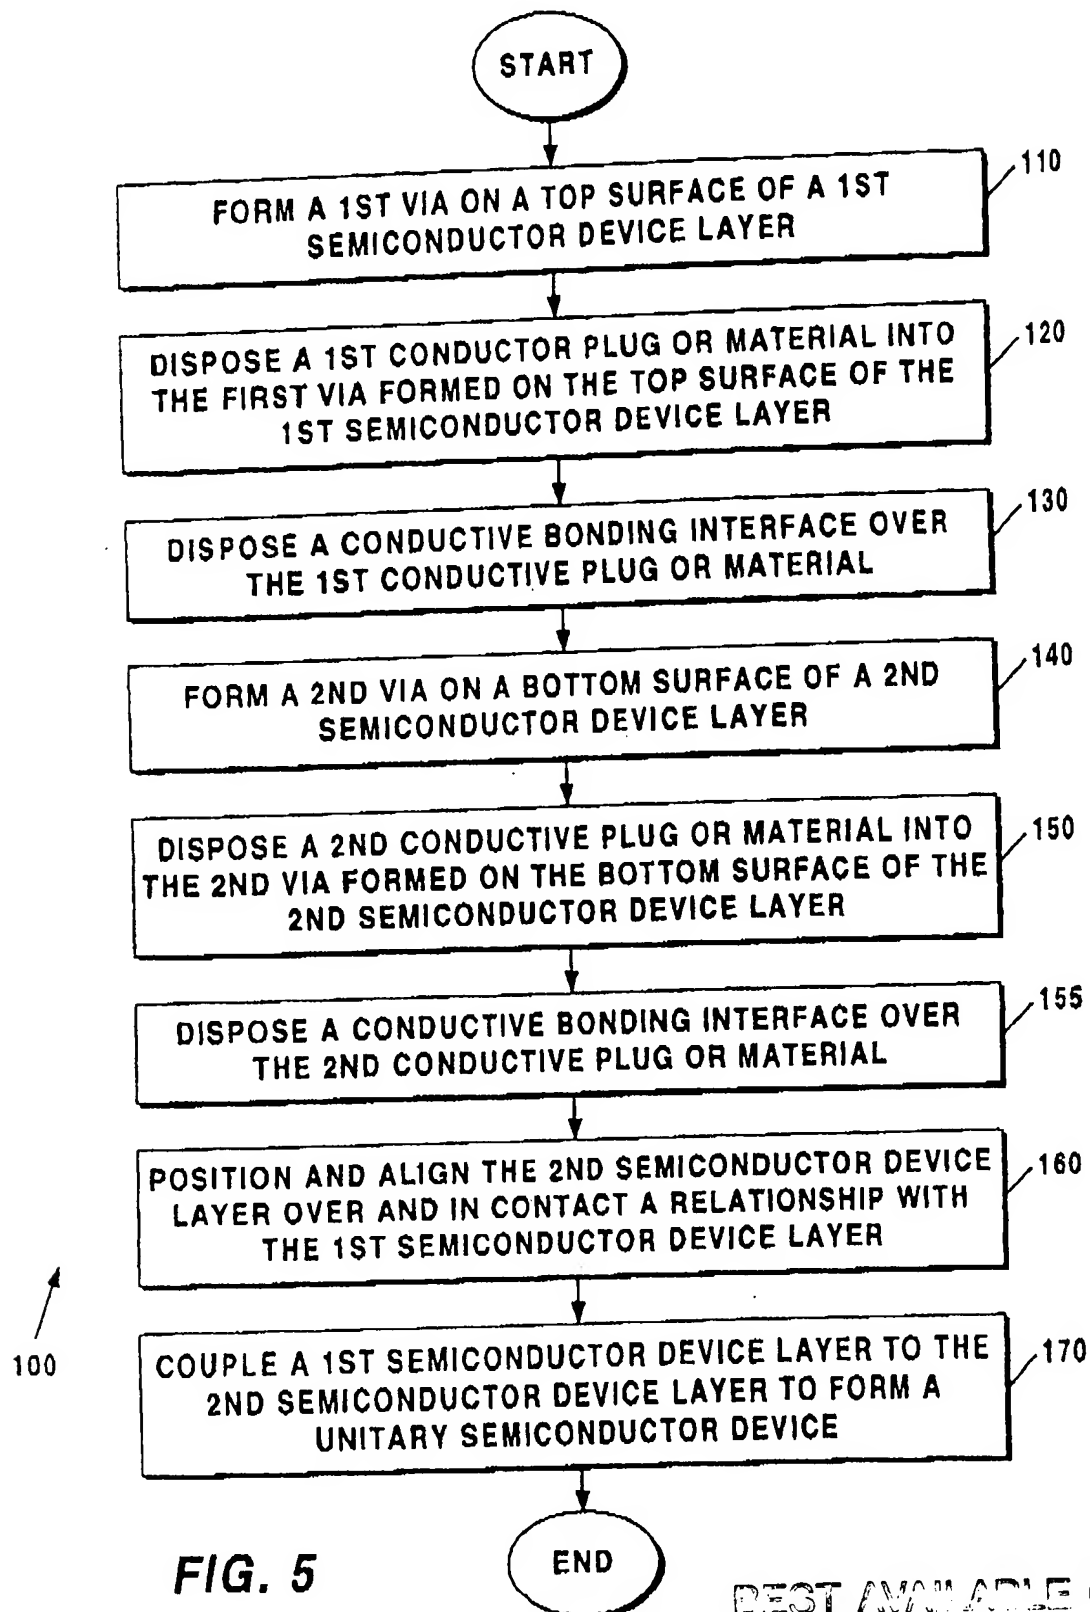 START
110
FORM A 1ST VIA ON A TOP SURFACE OF A 1ST
SEMICONDUCTOR DEVICE LAYER
120
DISPOSE A 1ST CONDUCTOR PLUG OR MATERIAL INTO
THE FIRST VIA FORMED ON THE TOP SURFACE OF THE
1ST SEMICONDUCTOR DEVICE LAYER
130
DISPOSE A CONDUCTIVE BONDING INTERFACE OVER
THE 1ST CONDUCTIVE PLUG OR MATERIAL
140
FORM A 2ND VIA ON A BOTTOM SURFACE OF A 2ND
SEMICONDUCTOR DEVICE LAYER
150
DISPOSE A 2ND CONDUCTIVE PLUG OR MATERIAL INTO
THE 2ND VIA FORMED ON THE BOTTOM SURFACE OF THE
2ND SEMICONDUCTOR DEVICE LAYER
155
DISPOSE A CONDUCTIVE BONDING INTERFACE OVER
THE 2ND CONDUCTIVE PLUG OR MATERIAL
160
POSITION AND ALIGN THE 2ND SEMICONDUCTOR DEVICE
LAYER OVER AND IN CONTACT A RELATIONSHIP WITH
THE 1ST SEMICONDUCTOR DEVICE LAYER
100
170
COUPLE A 1ST SEMICONDUCTOR DEVICE LAYER TO THE
2ND SEMICONDUCTOR DEVICE LAYER TO FORM A
UNITARY SEMICONDUCTOR DEVICE
END
FIG. 5
BEST AVAILABLE